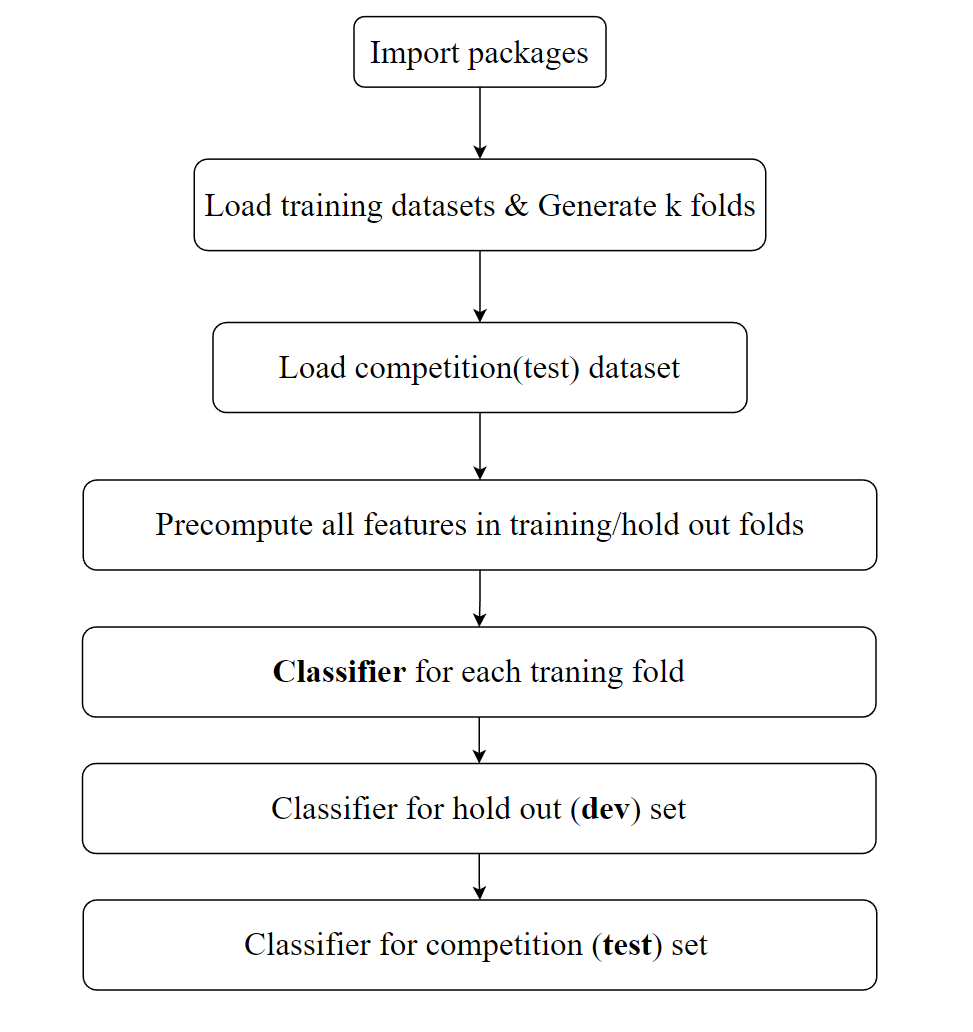 Import packages
Load training datasets & Generate k folds
Load competition(test) dataset
Precompute all features in training/hold out folds
Classifier for each traning fold
Classifier for hold out (dev) set
Classifier for competition (test) set